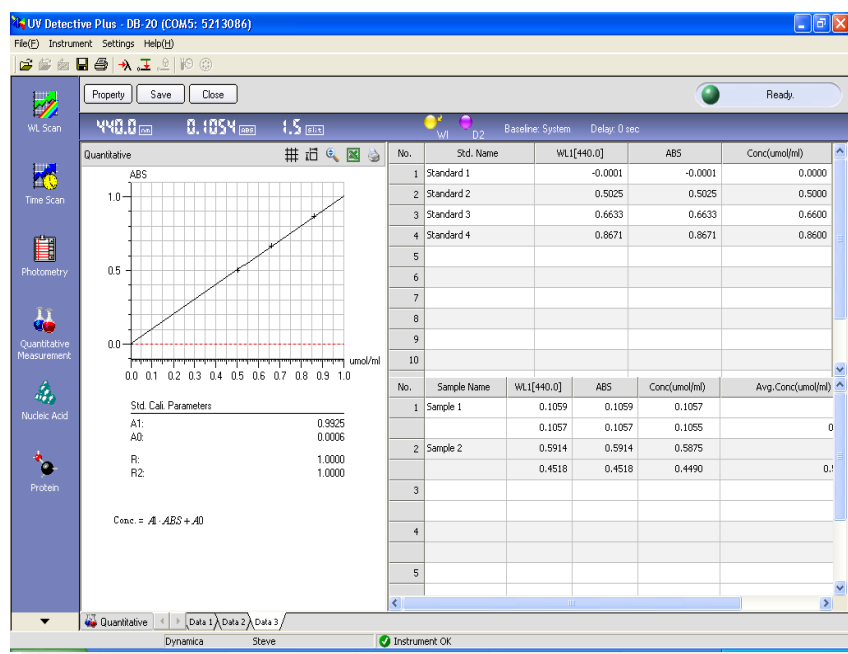 UV Detective Plus - DB-20 (COM5: 5213086)
File(F) Instrument Settings Help(H)
Property Save Close Ready.
440.0 nm 0.1054 ABS 1.5 slit WI D2 Baseline: System Delay: 0 sec
WL Scan
Time Scan
Photometry
Quantitative
Measurement
Nucleic Acid
Protein
Quantitative
ABS
1.0
0.5
0.0
umol/ml
0.0 0.1 0.2 0.3 0.4 0.5 0.6 0.7 0.8 0.9 1.0
Std. Cali. Parameters
A1: 0.9925
A0: 0.0006
R: 1.0000
R2: 1.0000
Conc. = A1 · ABS + A0
No. Std. Name WL1[440.0] ABS Conc(umol/ml)
1 Standard 1 -0.0001 -0.0001 0.0000
2 Standard 2 0.5025 0.5025 0.5000
3 Standard 3 0.6633 0.6633 0.6600
4 Standard 4 0.8671 0.8671 0.8600
5
6
7
8
9
10
No. Sample Name WL1[440.0] ABS Conc(umol/ml) Avg.Conc(umol/ml)
1 Sample 1 0.1059 0.1059 0.1057
0.1057 0.1057 0.1055 0
2 Sample 2 0.5914 0.5914 0.5875
0.4518 0.4518 0.4490 0.
3
4
5
Quantitative Data 1 Data 2 Data 3
Dynamica Steve Instrument OK